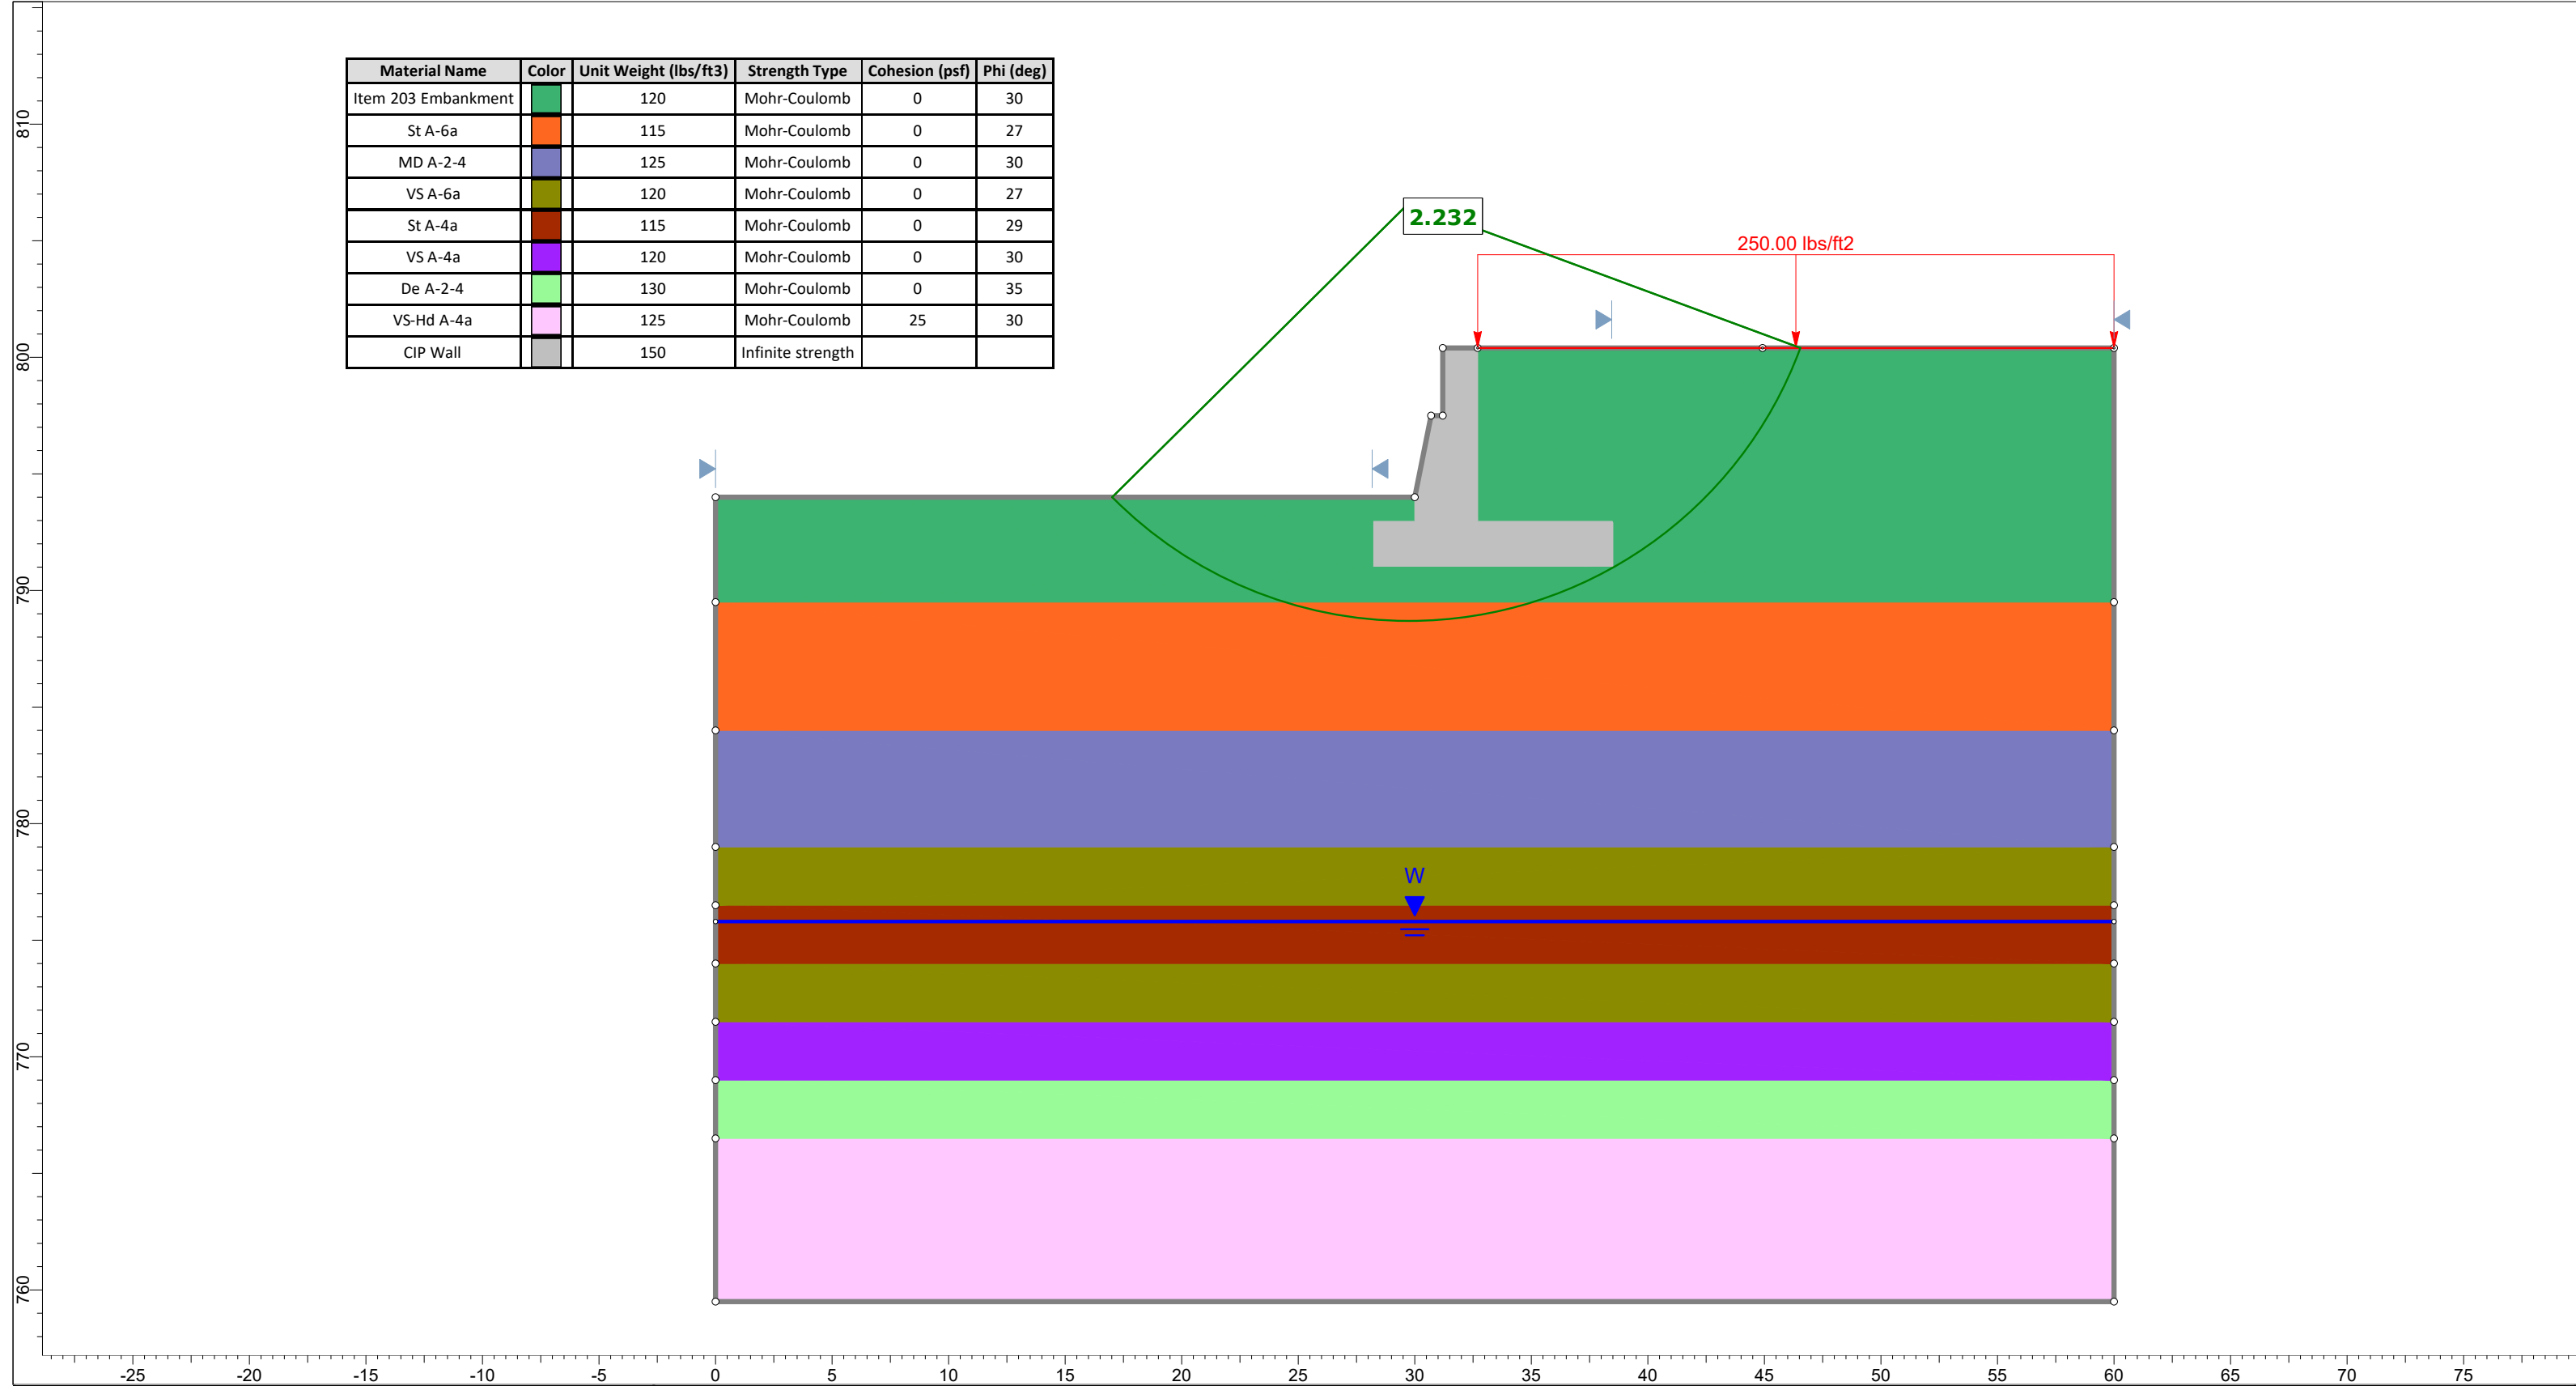 Material Name Color Unit Weight (lbs/ft3) Strength Type Cohesion (psf) Phi (deg)
Item 203 Embankment 120 Mohr-Coulomb 0 30
St A-6a 115 Mohr-Coulomb 0 27
MD A-2-4 125 Mohr-Coulomb 0 30
VS A-6a 120 Mohr-Coulomb 0 27
St A-4a 115 Mohr-Coulomb 0 29
VS A-4a 120 Mohr-Coulomb 0 30
De A-2-4 130 Mohr-Coulomb 0 35
VS-Hd A-4a 125 Mohr-Coulomb 25 30
CIP Wall 150 Infinite strength
2.232
250.00 lbs/ft2
W
810
800
790
780
770
760
-25 -20 -15 -10 -5 0 5 10 15 20 25 30 35 40 45 50 55 60 65 70 75